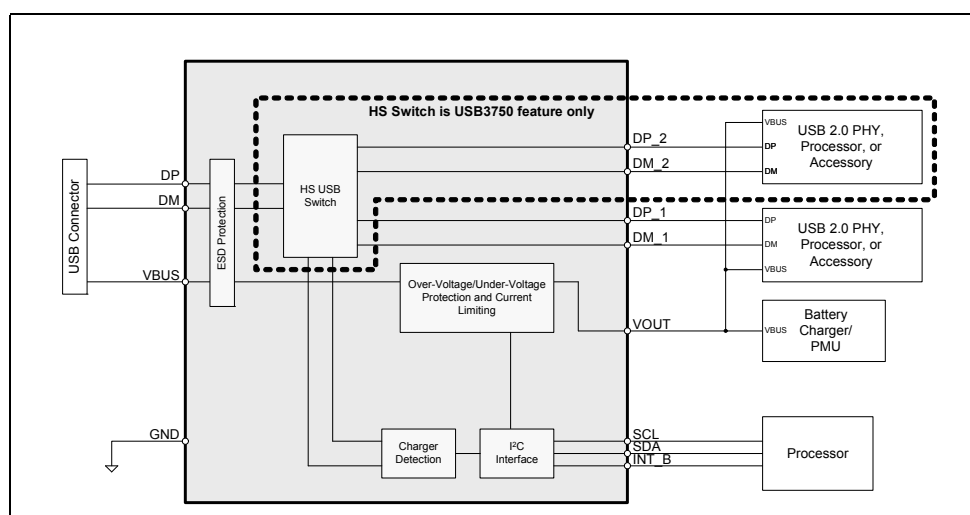 HS Switch is USB3750 feature only
DP_2
DM_2
VBUS
DP
DM
USB 2.0 PHY,
Processor, or
Accessory
USB Connector
DP
DM
VBUS
ESD Protection
HS USB
Switch
DP_1
DM_1
DP
DM
VBUS
USB 2.0 PHY,
Processor, or
Accessory
Over-Voltage/Under-Voltage
Protection and Current
Limiting
VOUT
VBUS
Battery
Charger/
PMU
GND
Charger
Detection
I²C
Interface
SCL
SDA
INT_B
Processor